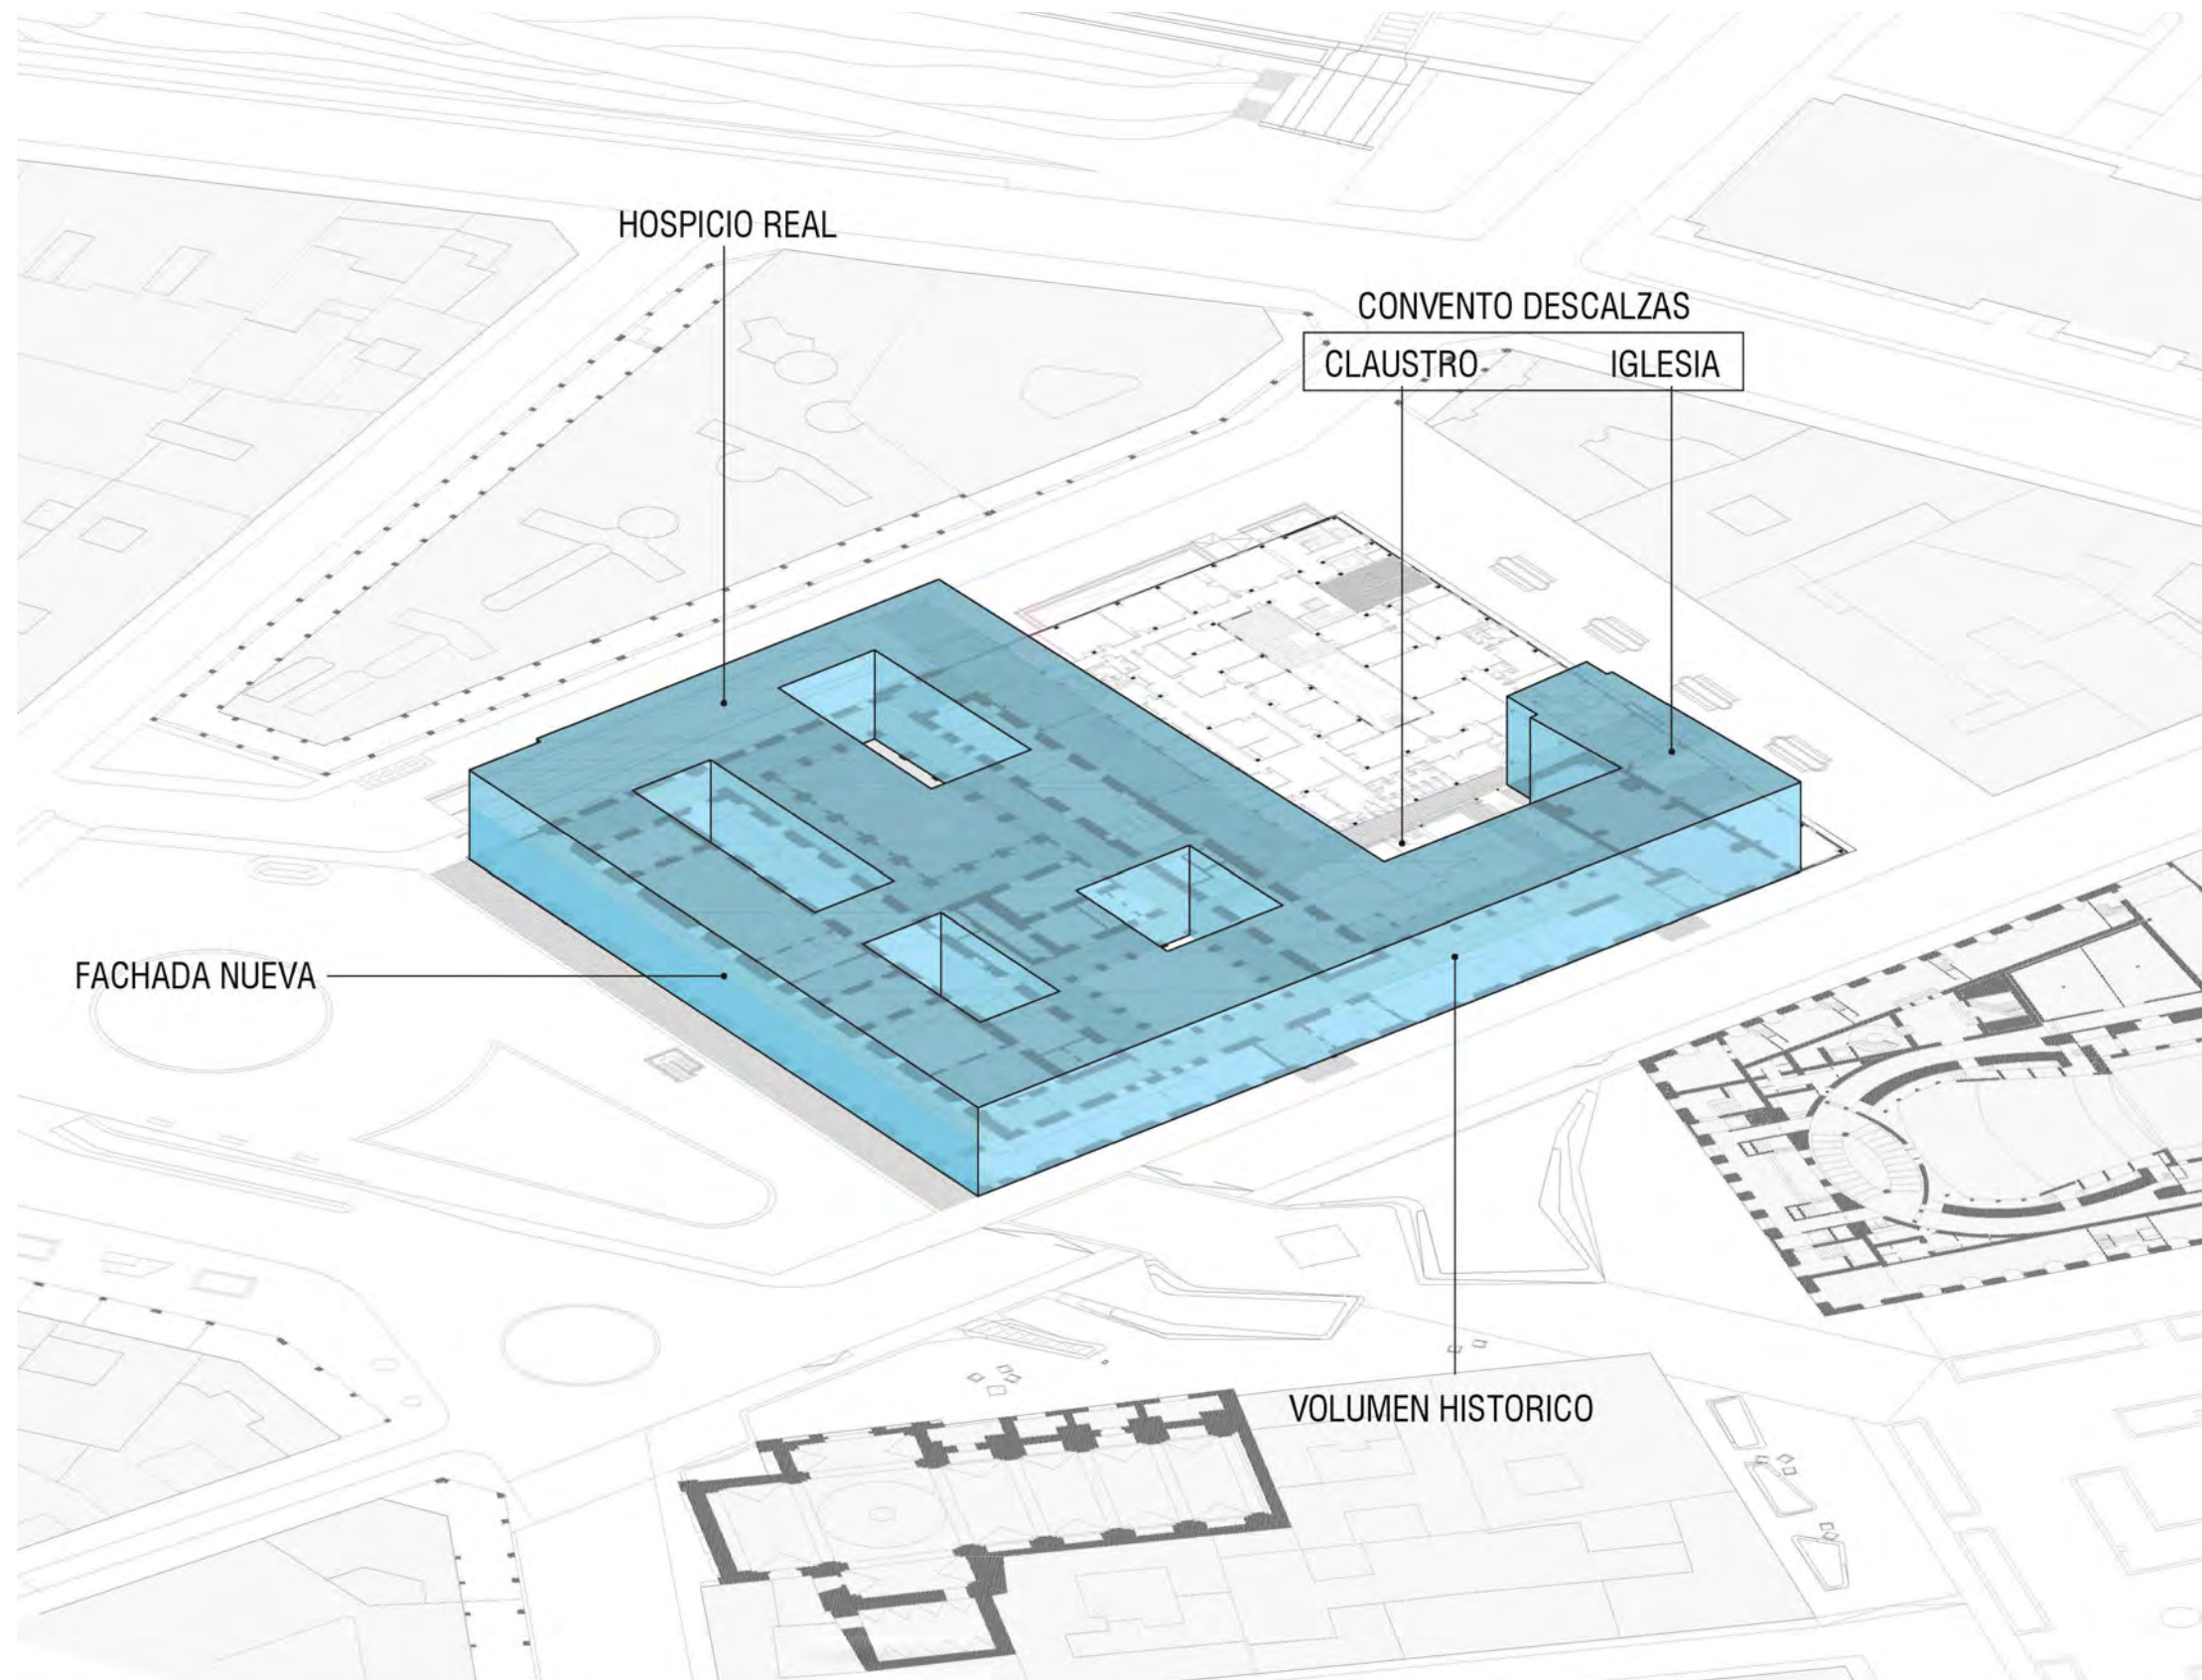 HOSPICIO REAL
CONVENTO DESCALZAS
CLAUSTRO IGLESIA
FACHADA NUEVA
VOLUMEN HISTORICO